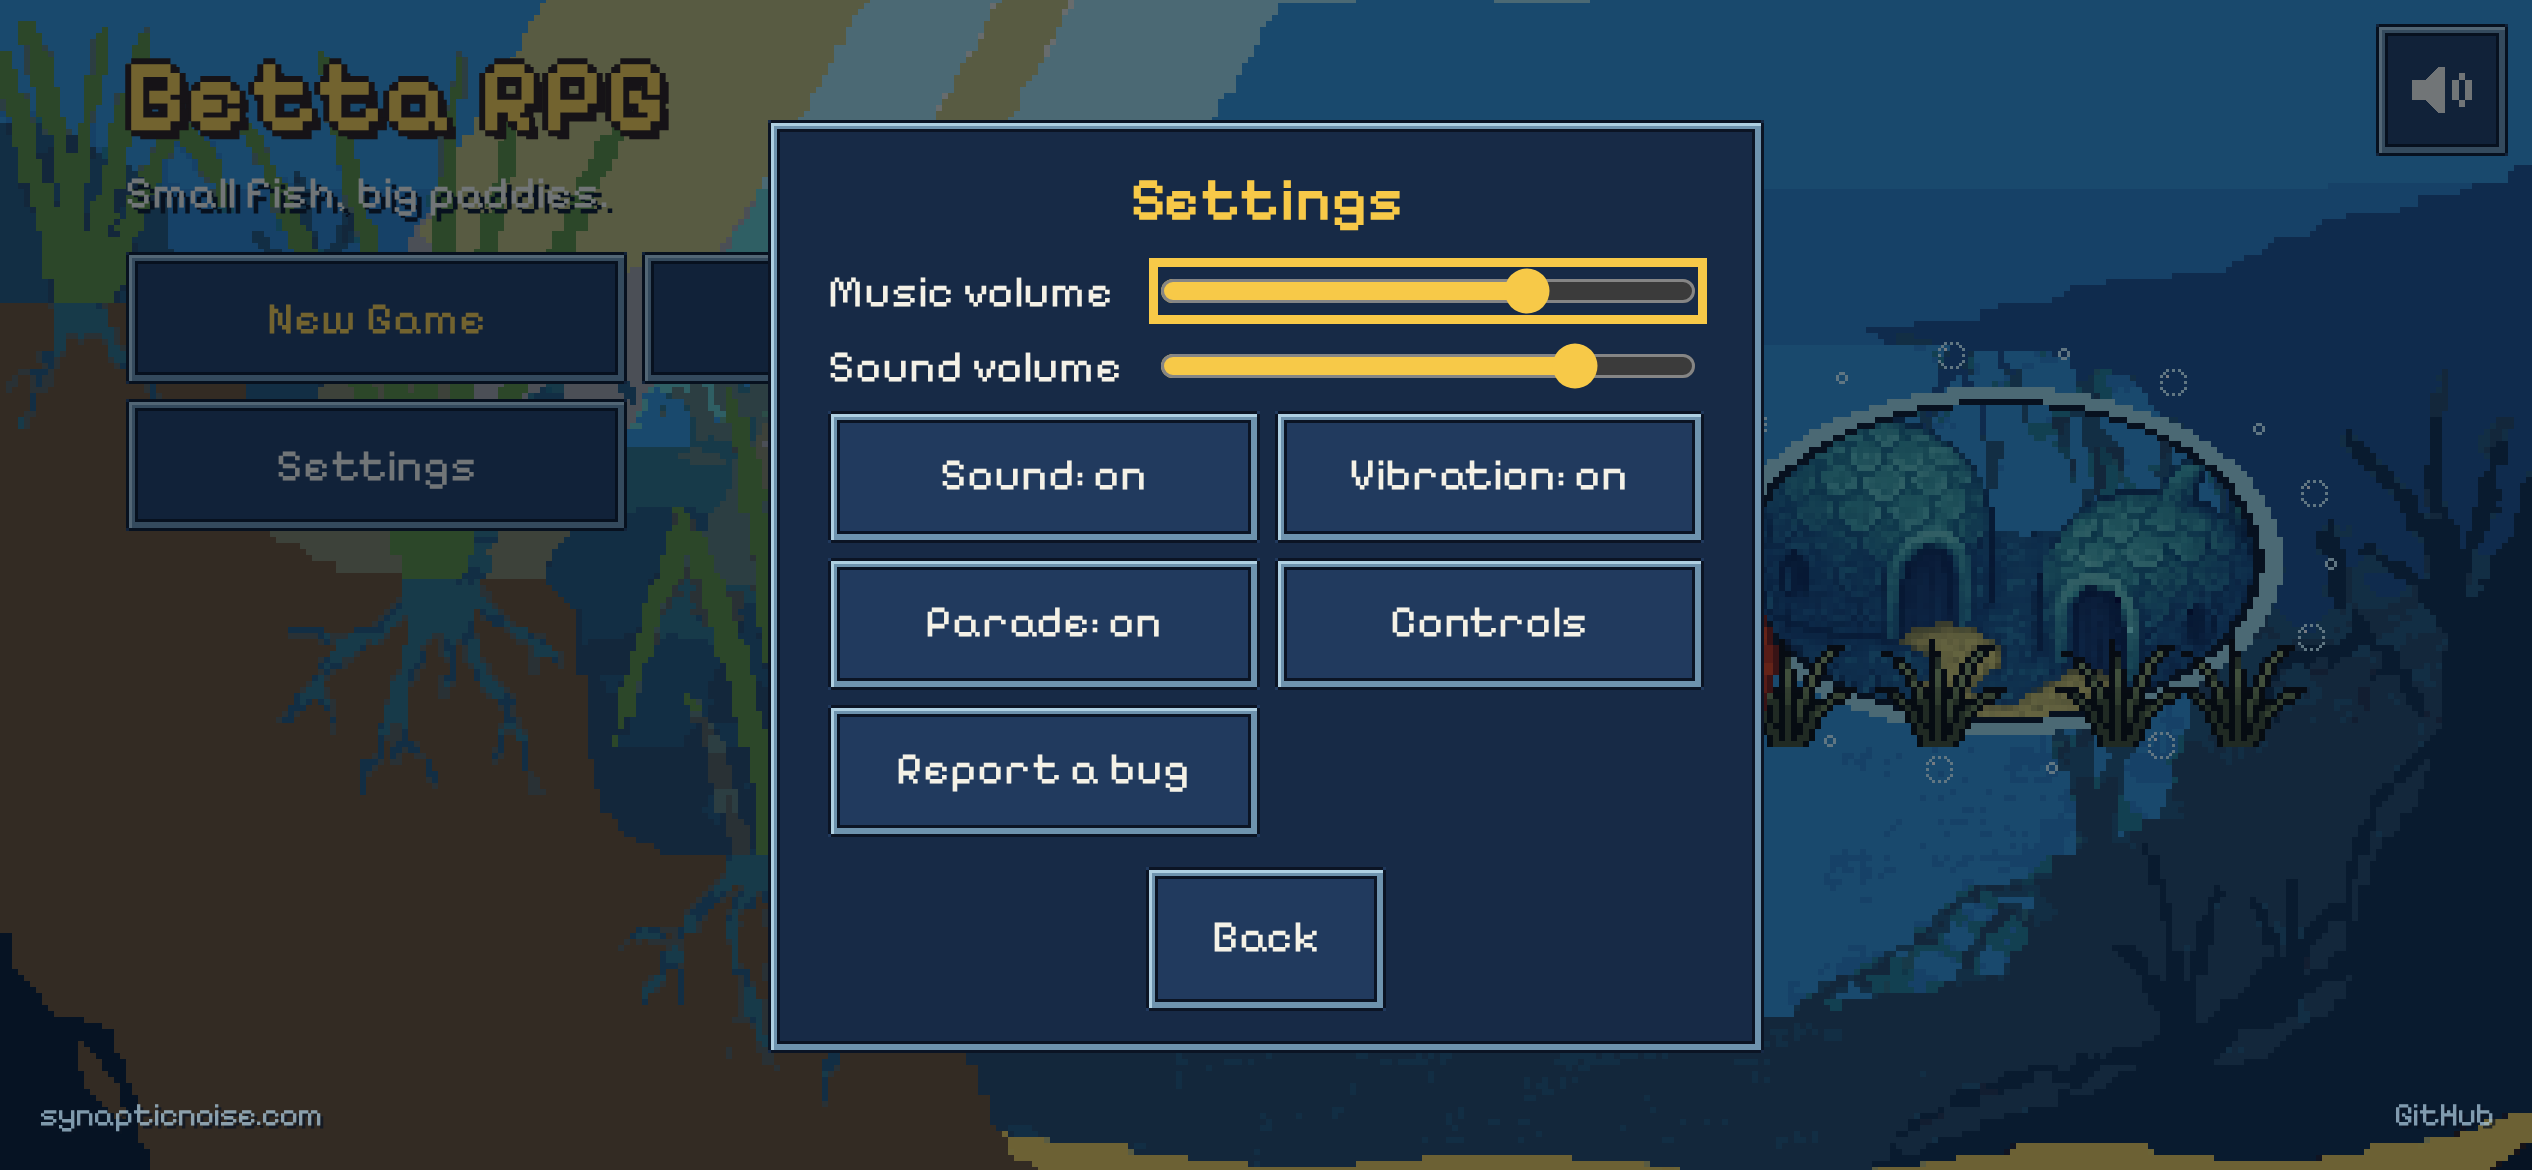 Betta RPG
Small fish, big paddies.
New Game
Settings
Settings
Music volume
Sound volume
Sound: on
Vibration: on
Parade: on
Controls
Report a bug
Back
synapticnoise.com
GitHub